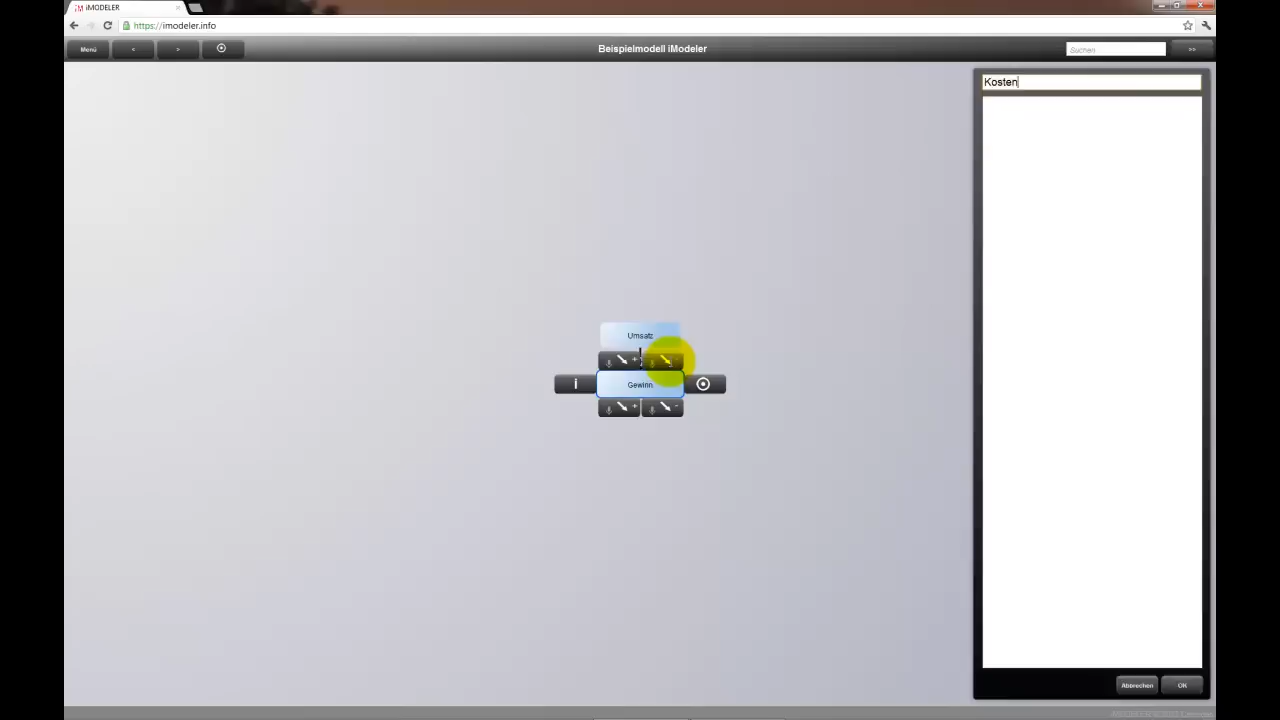 iMODELER
https://imodeler.info
Menü
<
>
Beispielmodell iModeler
Suchen
>>
Kosten
Umsatz
+
-
i
Gewinn
+
-
Abbrechen
OK